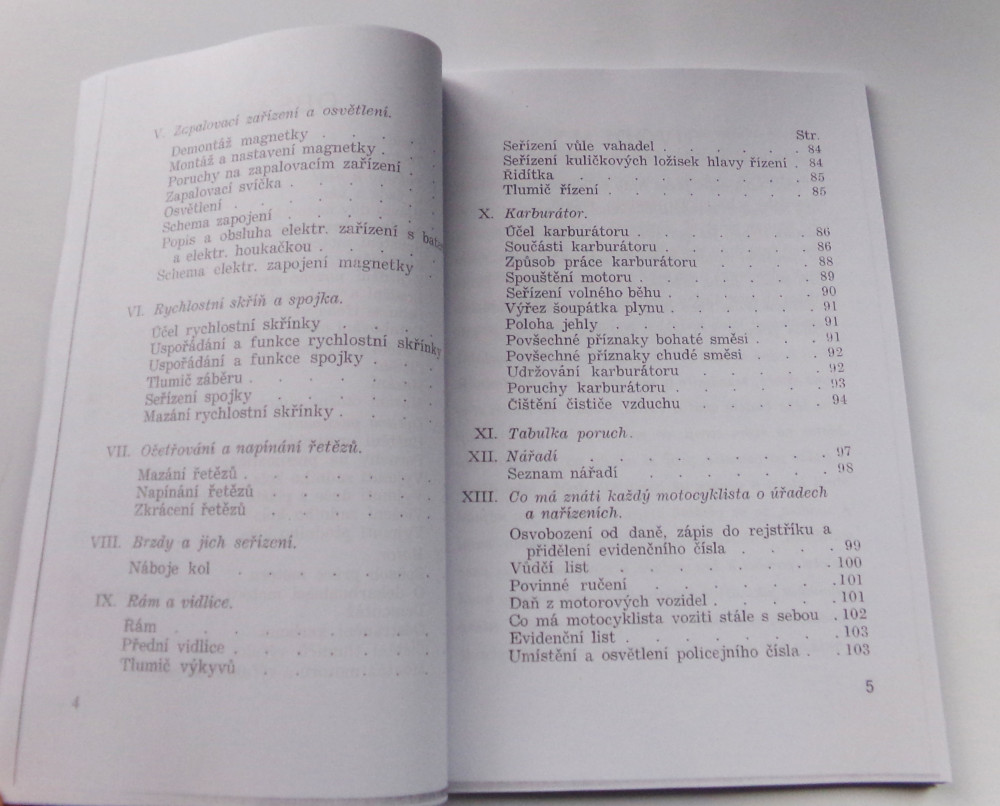 V. Zapalovací zařízení a osvětlení.
Demontáž magnetky . . . .
Montáž a nastavení magnetky . .
Poruchy na zapalovacím zařízení . .
Zapalovací svíčka . . . . .
Osvětlení . . . . . .
Schema zapojení . . . . .
Popis a obsluha elektr. zařízení s
a elektr. houkačkou . . . .
Schema elektr. zapojení magnetky .
VI. Rychlostní skříň a spojka.
Účel rychlostní skřínky . . . .
Uspořádání a funkce rychlostní skřínky
Uspořádání a funkce spojky . . .
Tlumič záběru . . . . . .
Seřízení spojky . . . . .
Mazání rychlostní skřínky . . .
VII. Ošetřování a napínání řetězů.
Mazání řetězů . . . . . .
Napínání řetězů . . . . .
Zkrácení řetězů . . . . .
VIII. Brzdy a jich seřízení.
Náboje kol . . . . . .
IX. Rám a vidlice.
Rám . . . . . . .
Přední vidlice . . . . . .
Tlumič výkyvů . . . . .
4
Str.
Seřízení vůle vahadel . . . . . . 84
Seřízení kuličkových ložisek hlavy řízení . 84
Řidítka . . . . . . . . 85
Tlumič řízení . . . . . . . 85
X. Karburátor.
Účel karburátoru . . . . . . 86
Součásti karburátoru . . . . . . 86
Způsob práce karburátoru . . . . 88
Spouštění motoru . . . . . . 89
Seřízení volného běhu . . . . . 90
Výřez šoupátka plynu . . . . . . 91
Poloha jehly . . . . . . . 91
Povšechné příznaky bohaté směsi . . . 91
Povšechné příznaky chudé směsi . . . 92
Udržování karburátoru . . . . . 92
Poruchy karburátoru . . . . . . 93
Čištění čističe vzduchu . . . . . 94
XI. Tabulka poruch.
XII. Nářadí . . . . . . . 97
Seznam nářadí . . . . . . 98
XIII. Co má znáti každý motocyklista o úřadech
a nařízeních.
Osvobození od daně, zápis do rejstříku a
přidělení evidenčního čísla . . . . 99
Vůdčí list . . . . . . . . 100
Povinné ručení . . . . . . . 101
Daň z motorových vozidel . . . . . 101
Co má motocyklista voziti stále s sebou . 102
Evidenční list . . . . . . . 103
Umístění a osvětlení policejního čísla . . 103
5